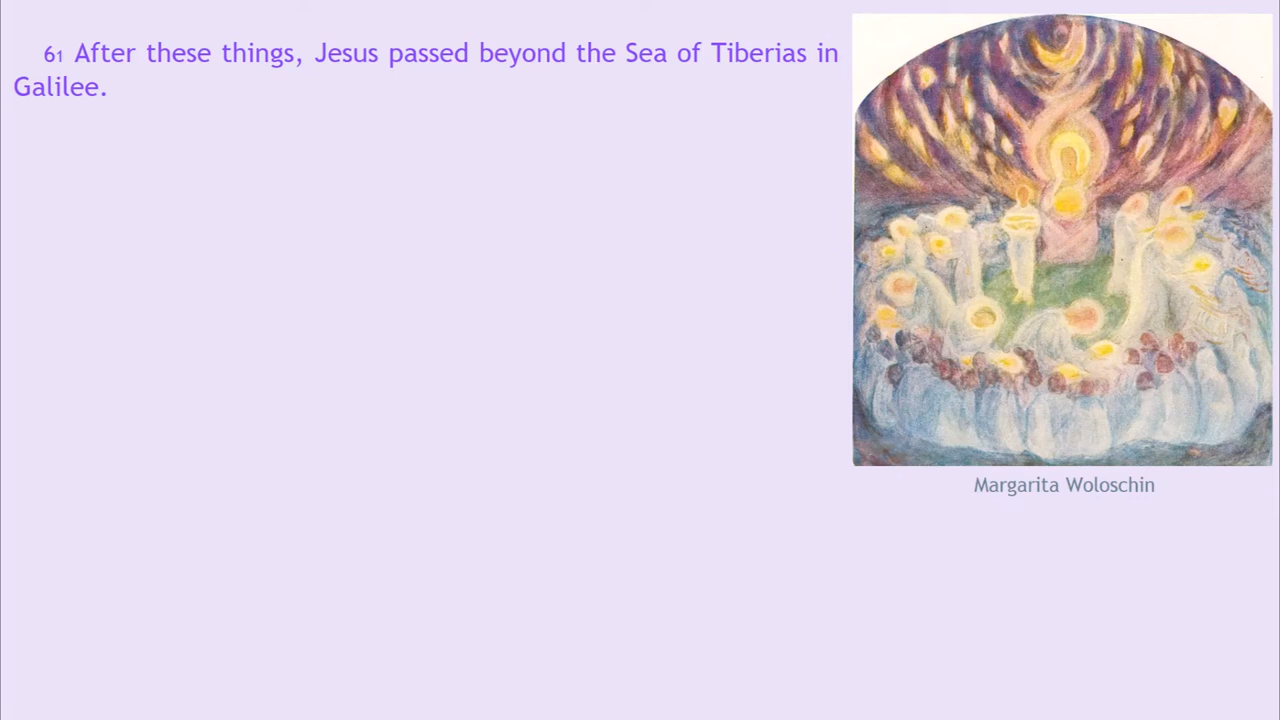 61 After these things, Jesus passed beyond the Sea of Tiberias in
Galilee.
Margarita Woloschin